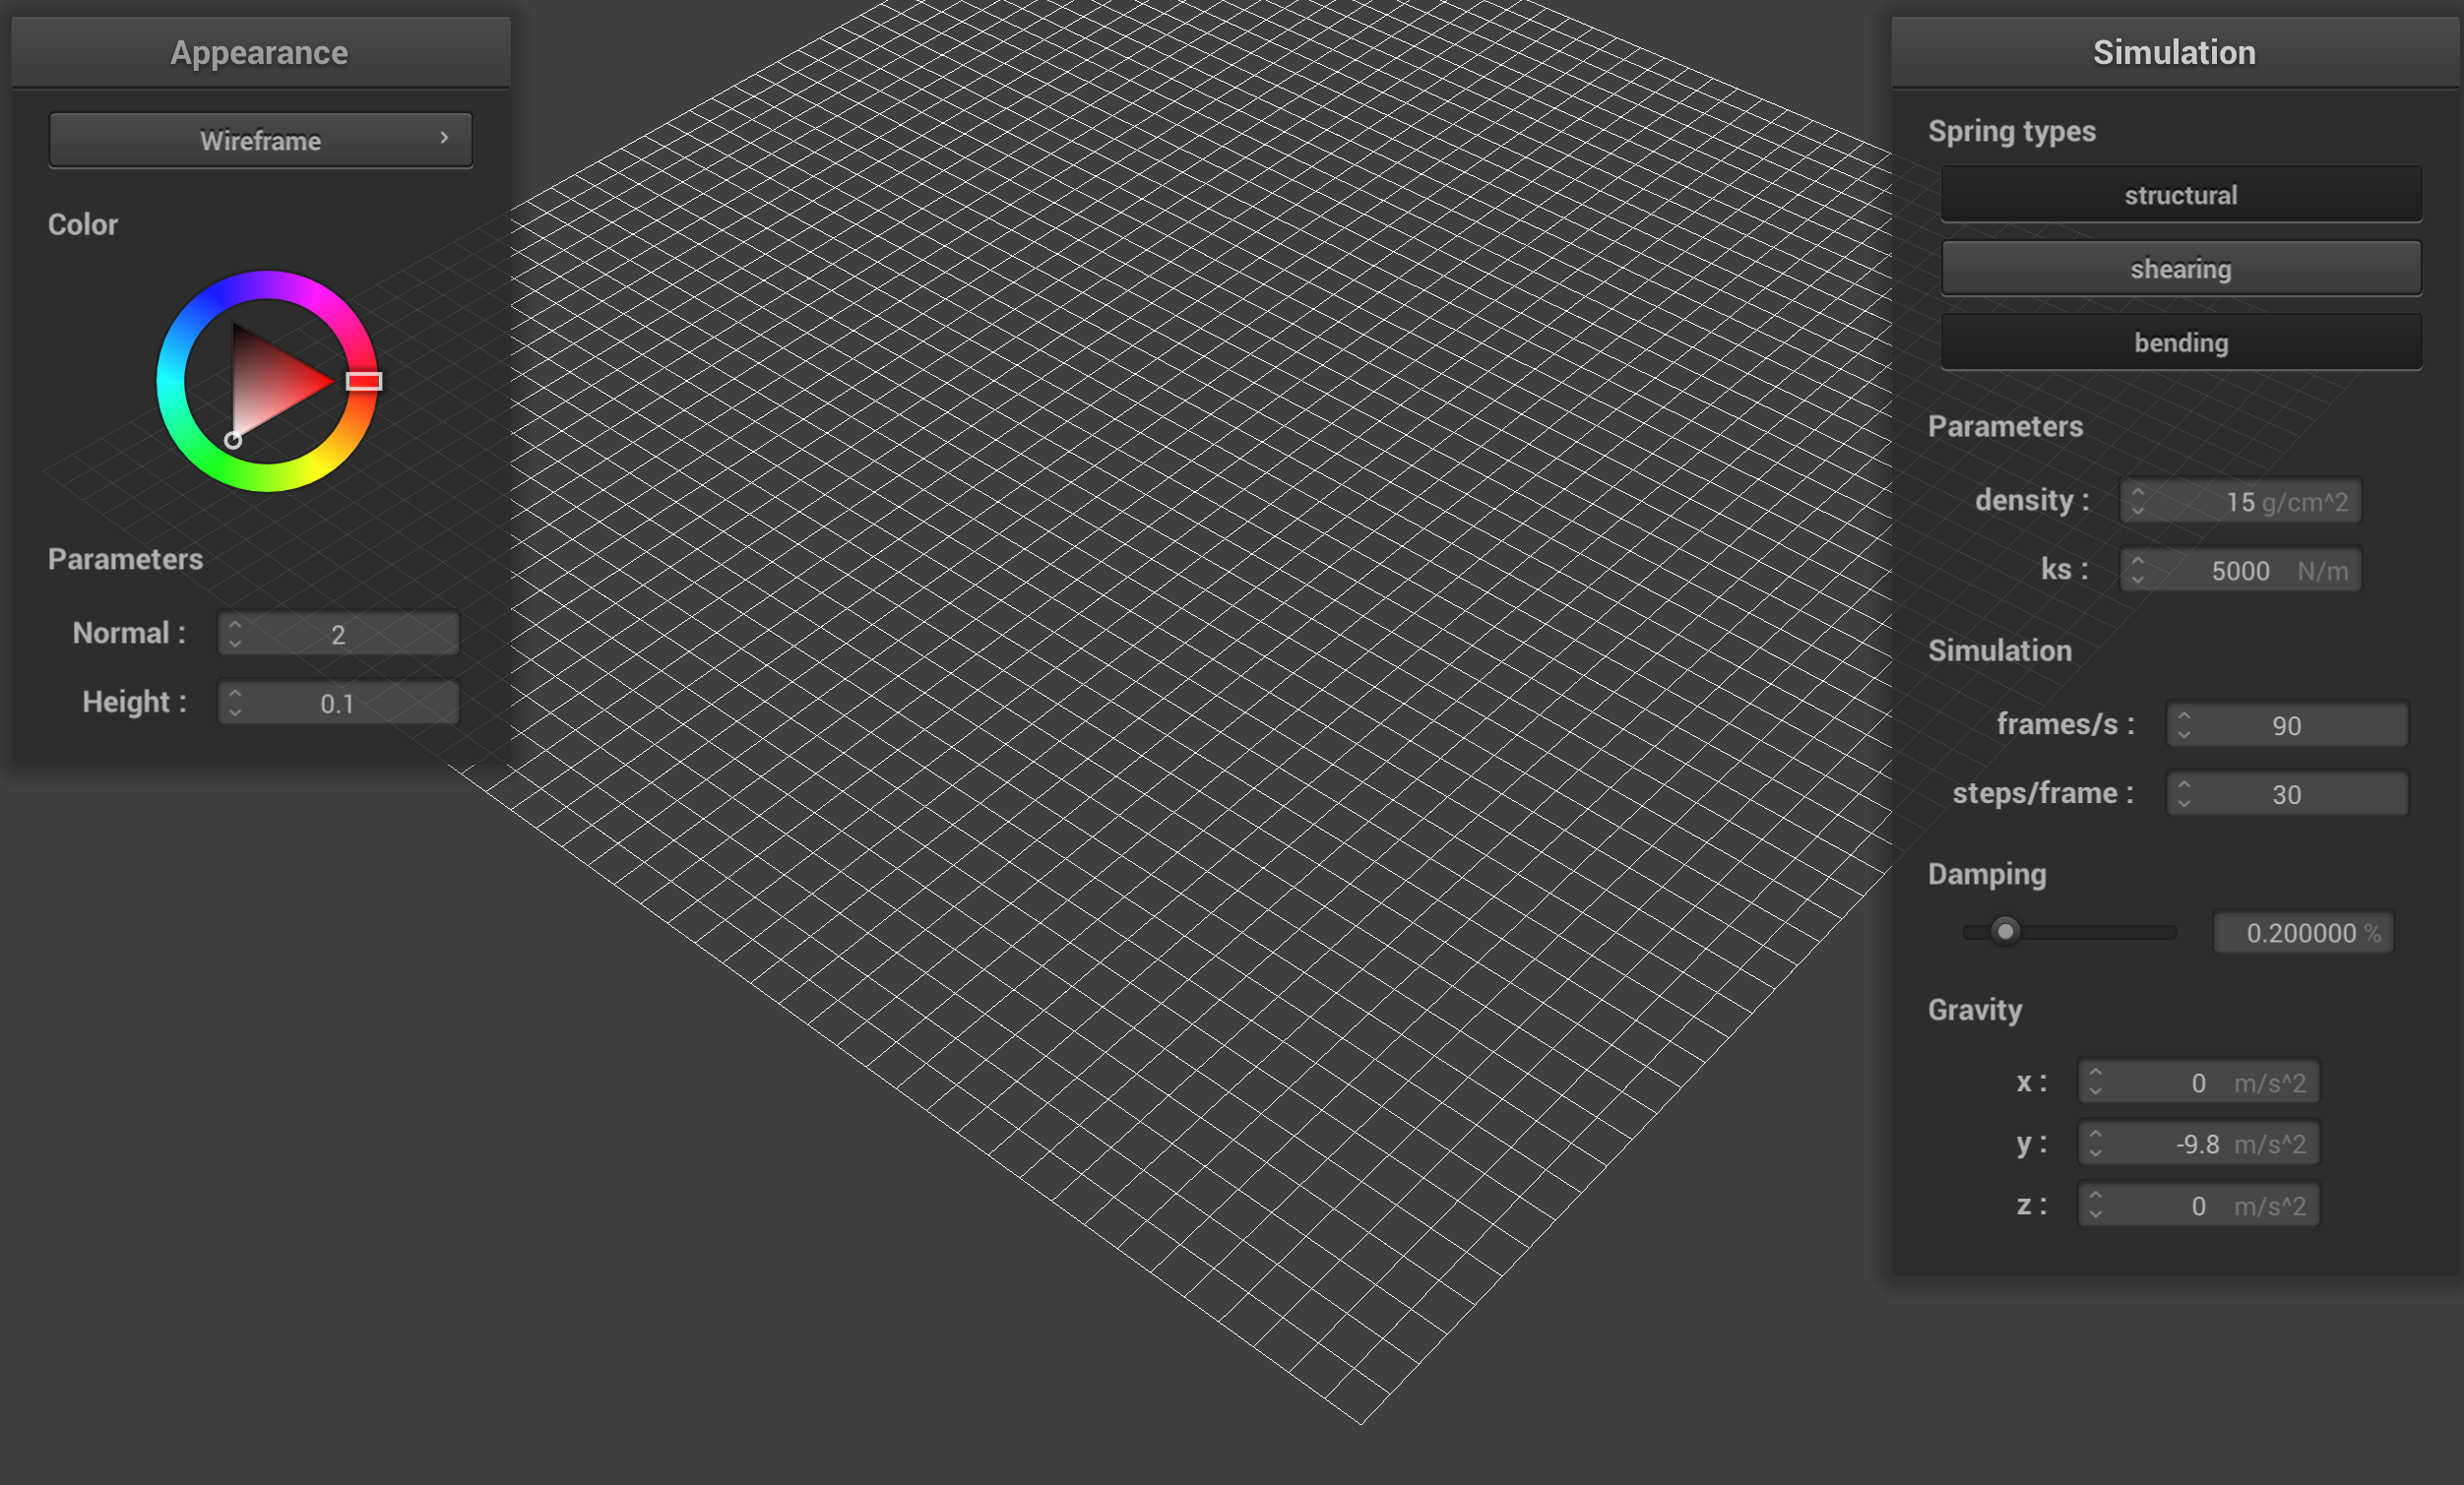 Appearance
Wireframe
Color
Parameters
Normal : 2
Height : 0.1
Simulation
Spring types
structural
shearing
bending
Parameters
density : 15 g/cm^2
ks : 5000 N/m
Simulation
frames/s : 90
steps/frame : 30
Damping
0.200000 %
Gravity
x : 0 m/s^2
y : -9.8 m/s^2
z : 0 m/s^2